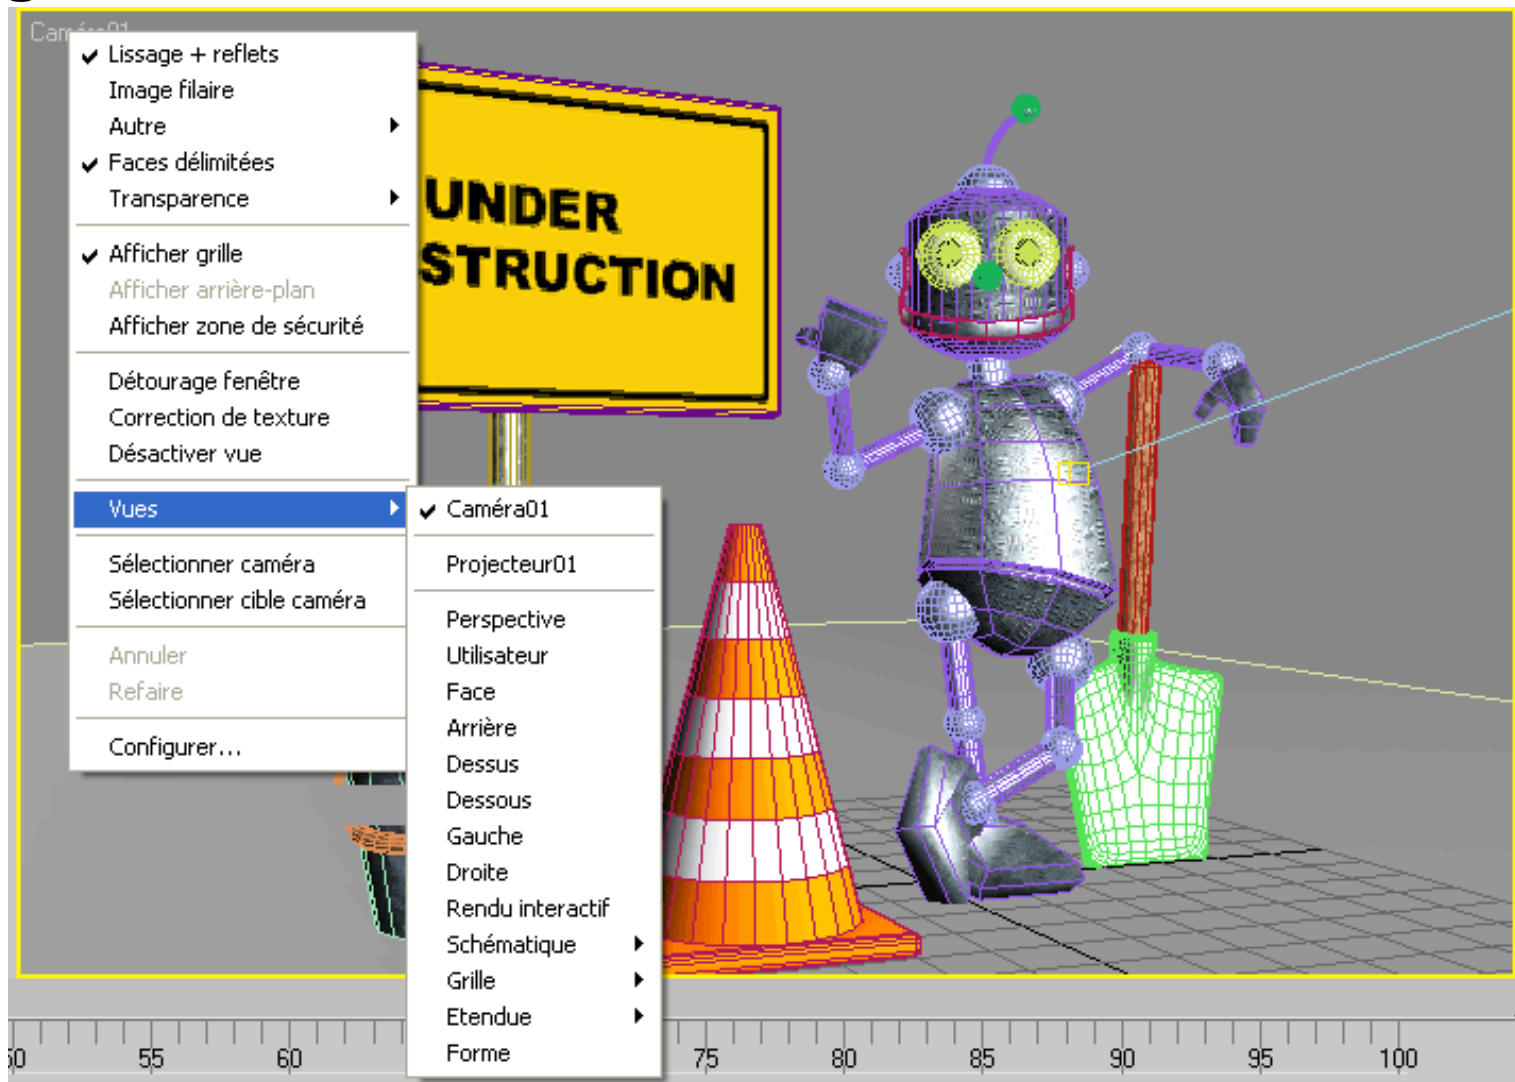 Lissage + reflets
Image filaire
Autre
Faces délimitées
Transparence
Afficher grille
Afficher arrière-plan
Afficher zone de sécurité
Détourage fenêtre
Correction de texture
Désactiver vue
Vues
Sélectionner caméra
Sélectionner cible caméra
Annuler
Refaire
Configurer...
Caméra01
Projecteur01
Perspective
Utilisateur
Face
Arrière
Dessus
Dessous
Gauche
Droite
Rendu interactif
Schématique
Grille
Etendue
Forme
UNDER
STRUCTION
55 60 75 80 85 90 95 100